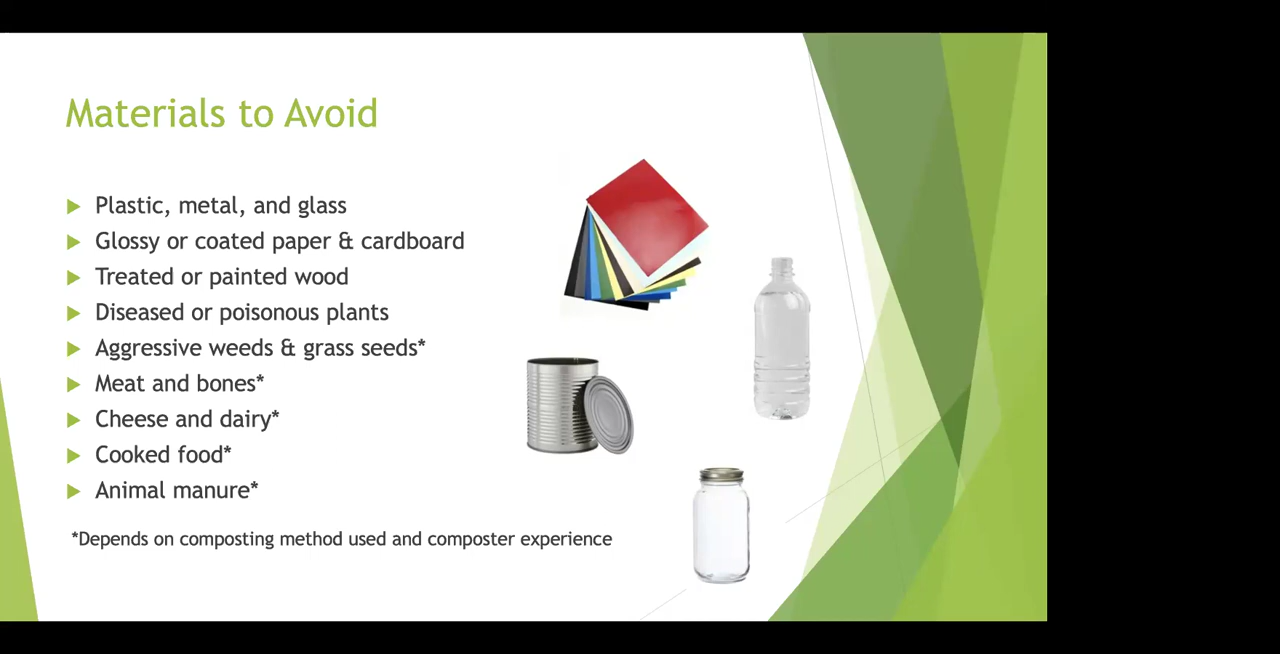 Materials to Avoid
Plastic, metal, and glass
Glossy or coated paper & cardboard
Treated or painted wood
Diseased or poisonous plants
Aggressive weeds & grass seeds*
Meat and bones*
Cheese and dairy*
Cooked food*
Animal manure*
*Depends on composting method used and composter experience